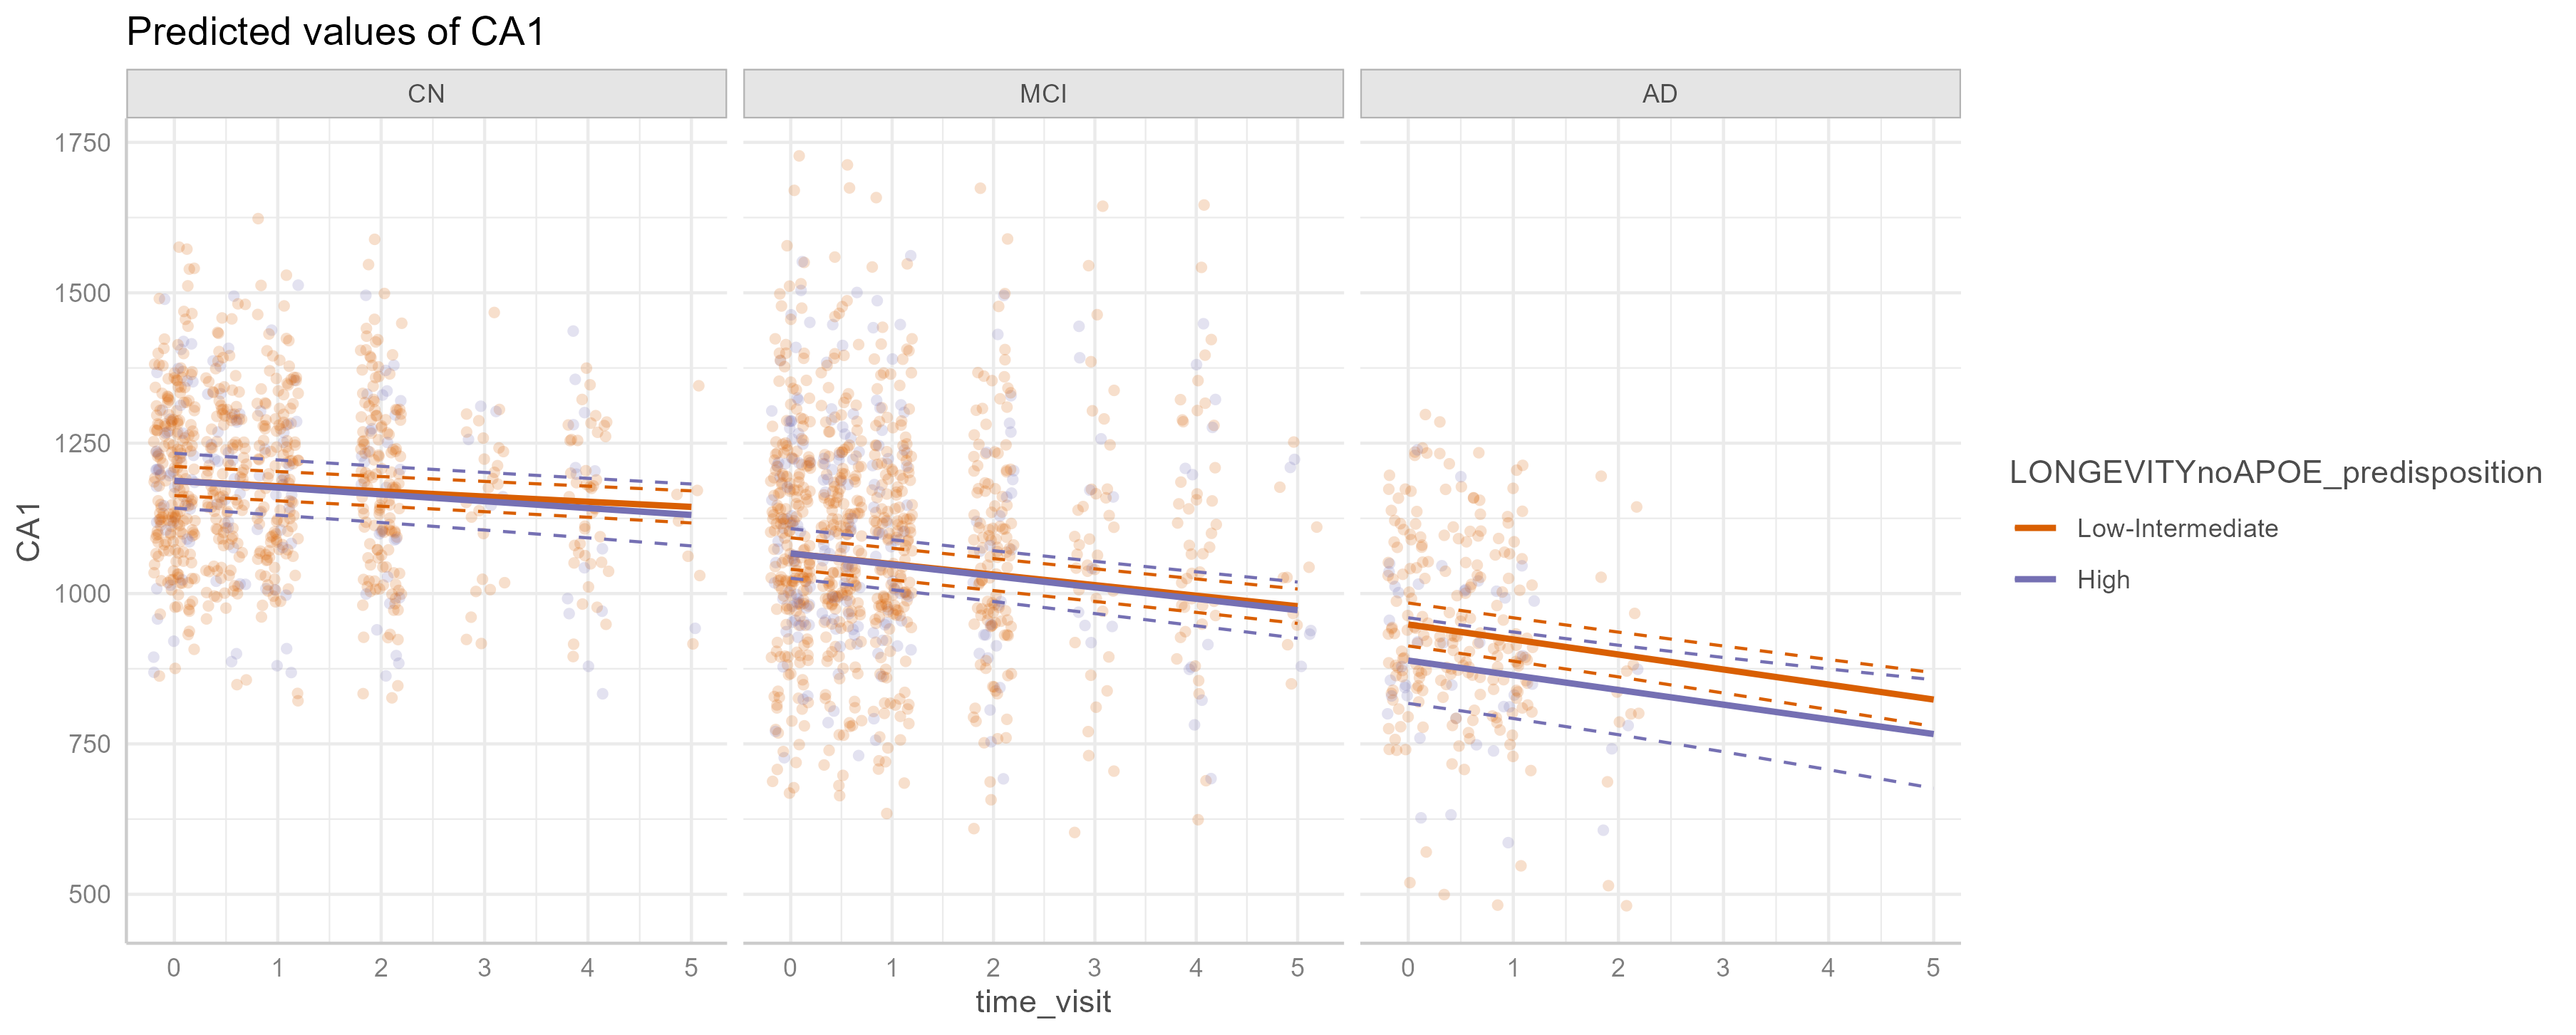 Predicted values of CA1
CN
MCI
AD
1750
1500
1250
1000
750
500
CA1
0 1 2 3 4 5
0 1 2 3 4 5
0 1 2 3 4 5
time_visit
LONGEVITYnoAPOE_predisposition
Low-Intermediate
High